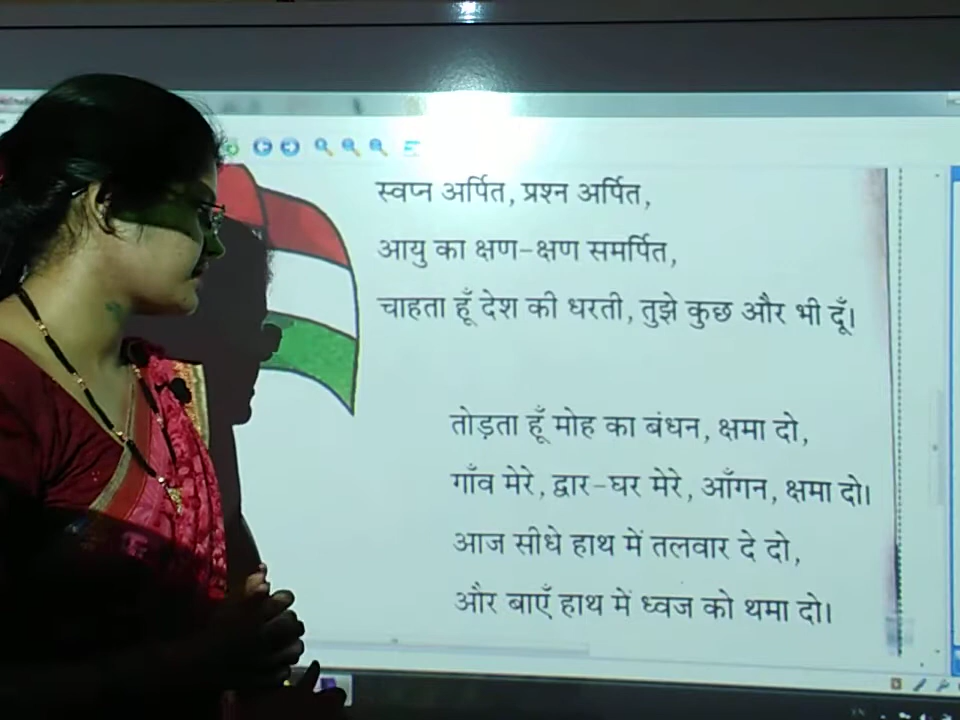 स्वप्न अर्पित, प्रश्न अर्पित,
आयु का क्षण-क्षण समर्पित,
चाहता हूँ देश की धरती, तुझे कुछ और भी दूँ।
तोड़ता हूँ मोह का बंधन, क्षमा दो,
गाँव मेरे, द्वार-घर मेरे, आँगन, क्षमा दो।
आज सीधे हाथ में तलवार दे दो,
और बाएँ हाथ में ध्वज को थमा दो।